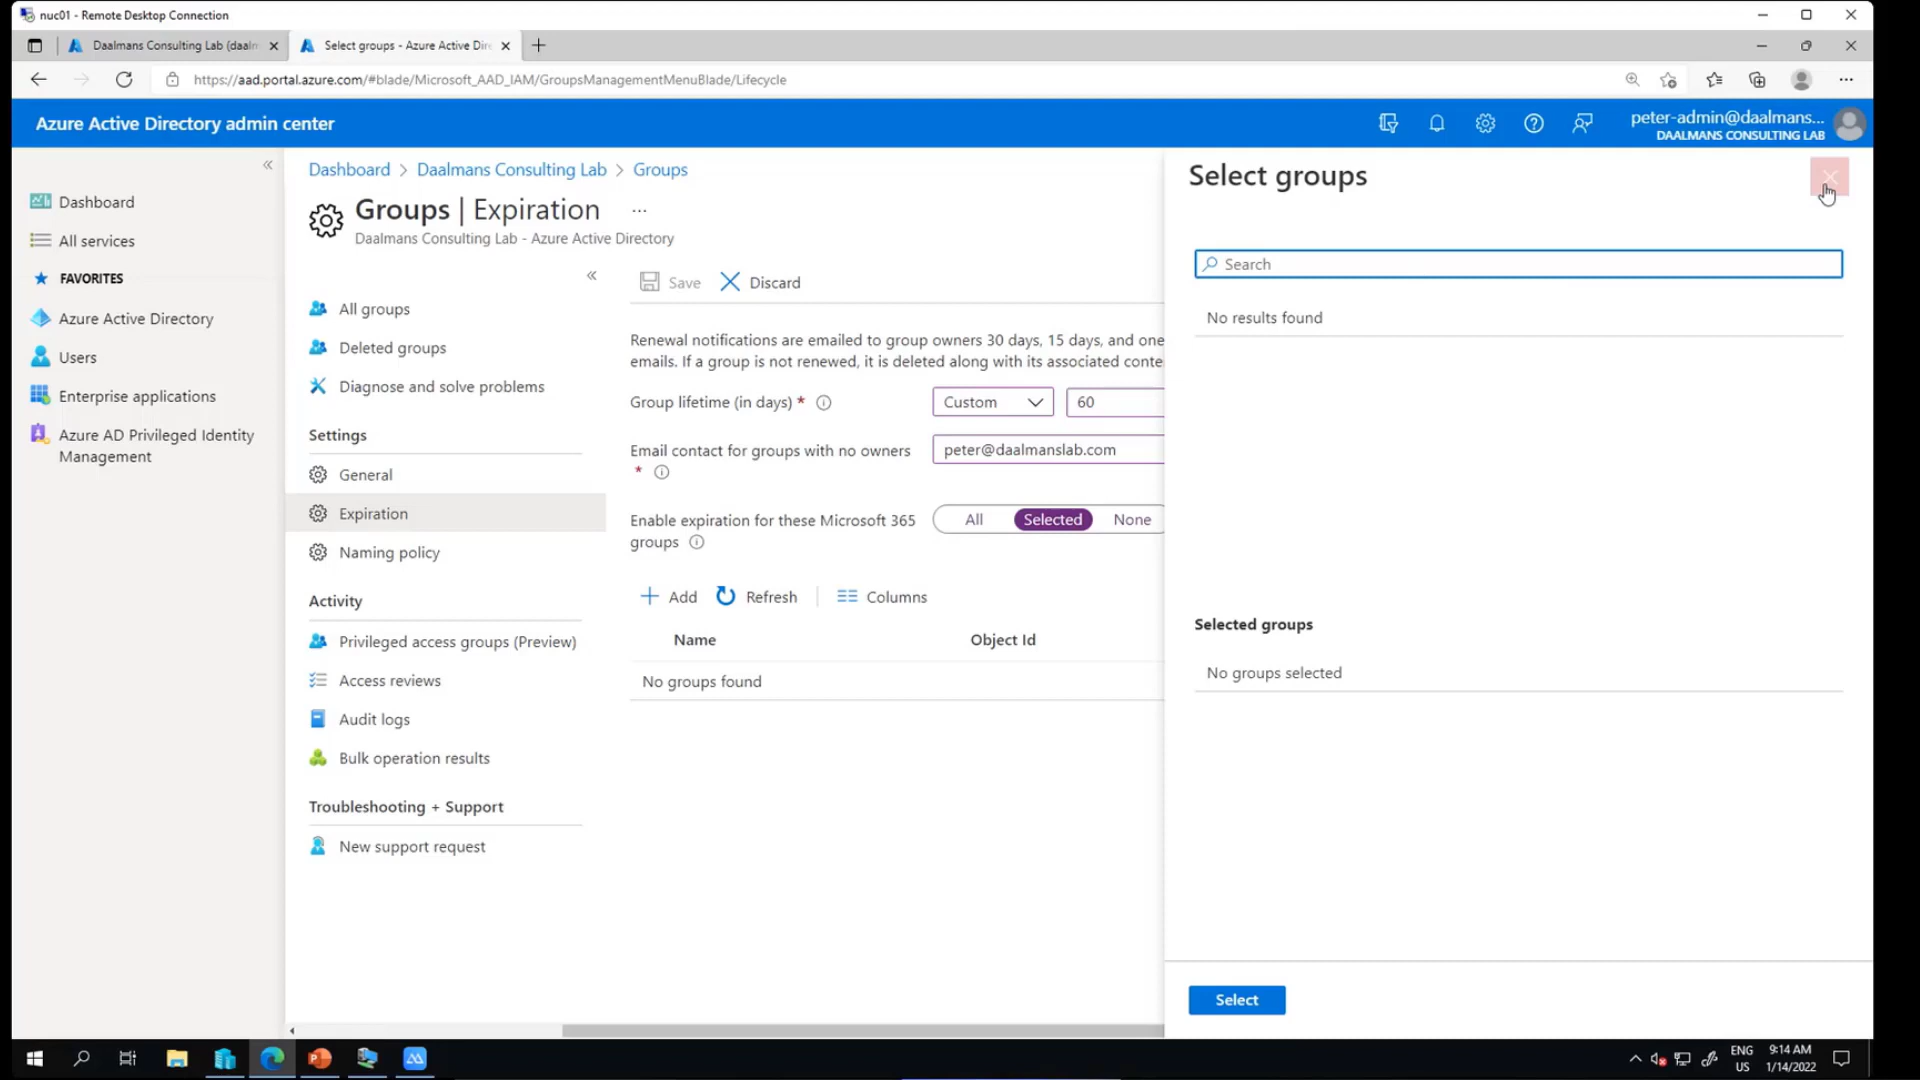 nuc01 - Remote Desktop Connection
Daalmans Consulting Lab (daaln
Select groups - Azure Active Dire
https://aad.portal.azure.com/#blade/Microsoft_AAD_IAM/GroupsManagementMenuBlade/Lifecycle
Azure Active Directory admin center
peter-admin@daalmans...
DAALMANS CONSULTING LAB
Dashboard
All services
FAVORITES
Azure Active Directory
Users
Enterprise applications
Azure AD Privileged Identity
Management
Dashboard > Daalmans Consulting Lab > Groups
Groups | Expiration ...
Daalmans Consulting Lab - Azure Active Directory
All groups
Deleted groups
Diagnose and solve problems
Settings
General
Expiration
Naming policy
Activity
Privileged access groups (Preview)
Access reviews
Audit logs
Bulk operation results
Troubleshooting + Support
New support request
Save Discard
Renewal notifications are emailed to group owners 30 days, 15 days, and one
emails. If a group is not renewed, it is deleted along with its associated conte
Group lifetime (in days) *
Custom
60
Email contact for groups with no owners
*
peter@daalmanslab.com
Enable expiration for these Microsoft 365
groups
All Selected None
Add Refresh Columns
Name Object Id
No groups found
Select groups
Search
No results found
Selected groups
No groups selected
Select
ENG
US
9:14 AM
1/14/2022